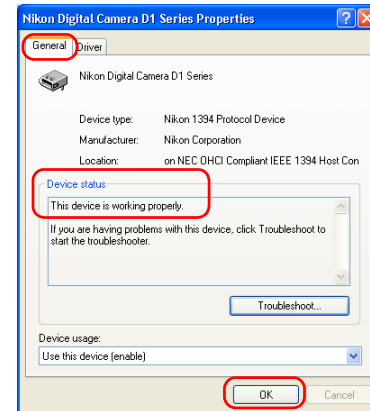 Nikon Digital Camera D1 Series Properties
General Driver
Nikon Digital Camera D1 Series
Device type: Nikon 1394 Protocol Device
Manufacturer: Nikon Corporation
Location: on NEC OHCI Compliant IEEE 1394 Host Con
Device status
This device is working properly.
If you are having problems with this device, click Troubleshoot to
start the troubleshooter.
Troubleshoot...
Device usage:
Use this device (enable)
OK Cancel